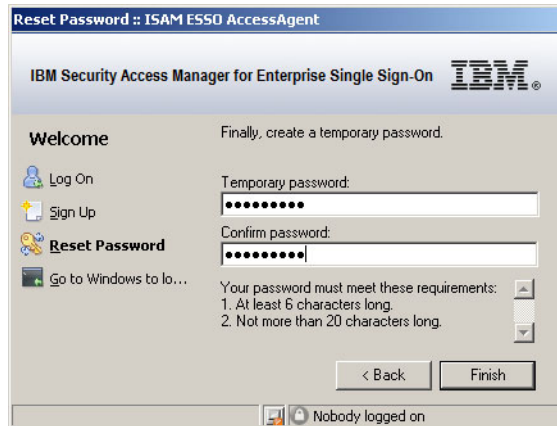 Reset Password :: ISAM ESSO AccessAgent
IBM Security Access Manager for Enterprise Single Sign-On
IBM®
Welcome
Log On
Sign Up
Reset Password
Go to Windows to lo...
Finally, create a temporary password.
Temporary password:
●●●●●●●●●
Confirm password:
●●●●●●●●●
Your password must meet these requirements:
1. At least 6 characters long.
2. Not more than 20 characters long.
< Back
Finish
Nobody logged on